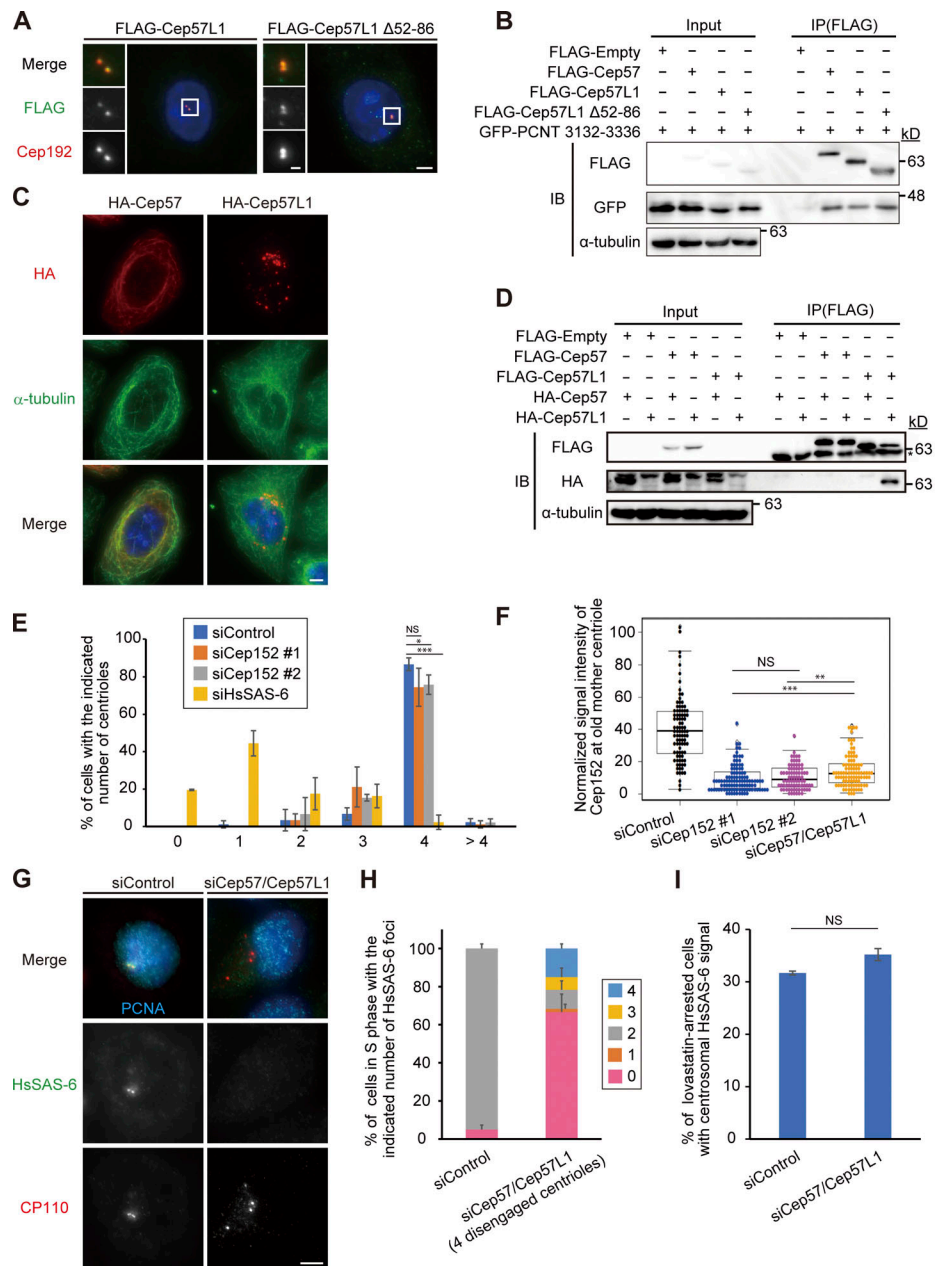 A
FLAG-Cep57L1
FLAG-Cep57L1 Δ52-86
Merge
FLAG
Cep192
B
Input
IP(FLAG)
FLAG-Empty + – – – + – – –
FLAG-Cep57 – + – – – + – –
FLAG-Cep57L1 – – + – – – + –
FLAG-Cep57L1 Δ52-86 – – – + – – – +
GFP-PCNT 3132-3336 + + + + + + + +
kD
IB
FLAG
63
GFP
48
α-tubulin
63
C
HA-Cep57
HA-Cep57L1
HA
α-tubulin
Merge
D
Input
IP(FLAG)
FLAG-Empty + + – – – – + + – – – –
FLAG-Cep57 – – + + – – – – + + – –
FLAG-Cep57L1 – – – – + + – – – – + +
HA-Cep57 + – + – + – + – + – + –
HA-Cep57L1 – + – + – + – + – + – +
kD
IB
FLAG
63
*
HA
63
α-tubulin
63
E
% of cells with the indicated
number of centrioles
100
80
60
40
20
0
siControl
siCep152 #1
siCep152 #2
siHsSAS-6
NS
*
***
0 1 2 3 4 > 4
F
Normalized signal intensity of
Cep152 at old mother centriole
100
80
60
40
20
0
NS
**
***
siControl
siCep152 #1
siCep152 #2
siCep57/Cep57L1
G
siControl
siCep57/Cep57L1
Merge
PCNA
HsSAS-6
CP110
H
% of cells in S phase with the
indicated number of HsSAS-6 foci
100
80
60
40
20
0
4
3
2
1
0
siControl
siCep57/Cep57L1
(4 disengaged centrioles)
I
% of lovastatin-arrested cells
with centrosomal HsSAS-6 signal
40
30
20
10
0
NS
siControl
siCep57/Cep57L1